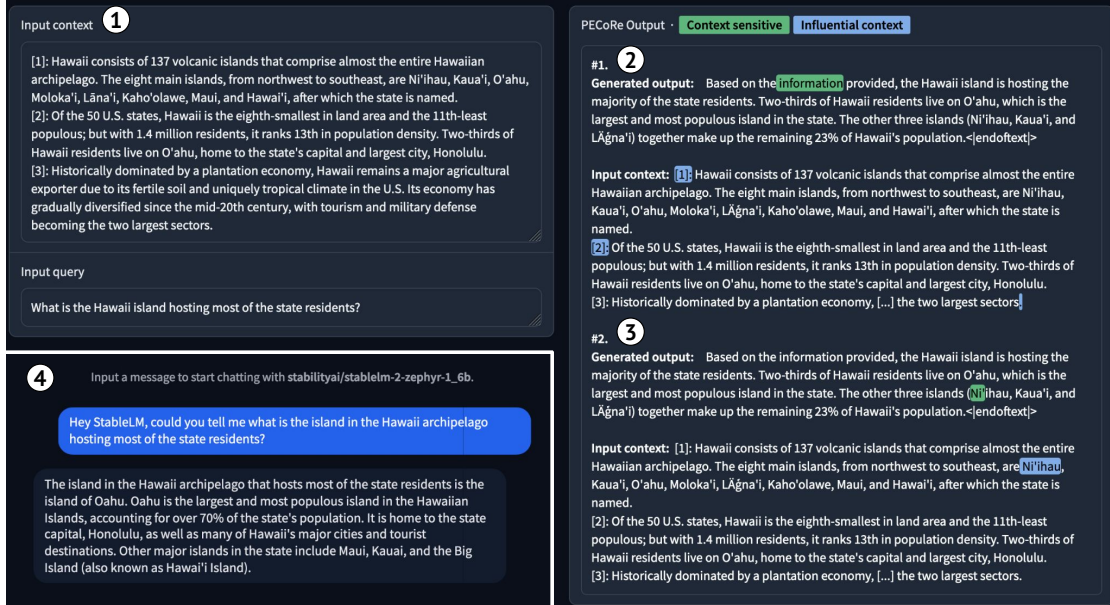 Input context 1
[1]: Hawaii consists of 137 volcanic islands that comprise almost the entire Hawaiian
archipelago. The eight main islands, from northwest to southeast, are Ni'ihau, Kaua'i, O'ahu,
Moloka'i, Lāna'i, Kaho'olawe, Maui, and Hawai'i, after which the state is named.
[2]: Of the 50 U.S. states, Hawaii is the eighth-smallest in land area and the 11th-least
populous; but with 1.4 million residents, it ranks 13th in population density. Two-thirds of
Hawaii residents live on O'ahu, home to the state's capital and largest city, Honolulu.
[3]: Historically dominated by a plantation economy, Hawaii remains a major agricultural
exporter due to its fertile soil and uniquely tropical climate in the U.S. Its economy has
gradually diversified since the mid-20th century, with tourism and military defense
becoming the two largest sectors.
Input query
What is the Hawaii island hosting most of the state residents?
4
Input a message to start chatting with stabilityai/stablelm-2-zephyr-1_6b.
Hey StableLM, could you tell me what is the island in the Hawaii archipelago
hosting most of the state residents?
The island in the Hawaii archipelago that hosts most of the state residents is the
island of Oahu. Oahu is the largest and most populous island in the Hawaiian
Islands, accounting for over 70% of the state's population. It is home to the state
capital, Honolulu, as well as many of Hawaii's major cities and tourist
destinations. Other major islands in the state include Maui, Kauai, and the Big
Island (also known as Hawai'i Island).
PECoRe Output · Context sensitive Influential context
#1. 2
Generated output: Based on the information provided, the Hawaii island is hosting the
majority of the state residents. Two-thirds of Hawaii residents live on O'ahu, which is the
largest and most populous island in the state. The other three islands (Ni'ihau, Kaua'i, and
LÄģna'i) together make up the remaining 23% of Hawaii's population.<|endoftext|>
Input context: [1]: Hawaii consists of 137 volcanic islands that comprise almost the entire
Hawaiian archipelago. The eight main islands, from northwest to southeast, are Ni'ihau,
Kaua'i, O'ahu, Moloka'i, LÄģna'i, Kaho'olawe, Maui, and Hawai'i, after which the state is
named.
[2]: Of the 50 U.S. states, Hawaii is the eighth-smallest in land area and the 11th-least
populous; but with 1.4 million residents, it ranks 13th in population density. Two-thirds of
Hawaii residents live on O'ahu, home to the state's capital and largest city, Honolulu.
[3]: Historically dominated by a plantation economy, [...] the two largest sectors.
#2. 3
Generated output: Based on the information provided, the Hawaii island is hosting the
majority of the state residents. Two-thirds of Hawaii residents live on O'ahu, which is the
largest and most populous island in the state. The other three islands (Ni'ihau, Kaua'i, and
LÄģna'i) together make up the remaining 23% of Hawaii's population.<|endoftext|>
Input context: [1]: Hawaii consists of 137 volcanic islands that comprise almost the entire
Hawaiian archipelago. The eight main islands, from northwest to southeast, are Ni'ihau,
Kaua'i, O'ahu, Moloka'i, LÄģna'i, Kaho'olawe, Maui, and Hawai'i, after which the state is
named.
[2]: Of the 50 U.S. states, Hawaii is the eighth-smallest in land area and the 11th-least
populous; but with 1.4 million residents, it ranks 13th in population density. Two-thirds of
Hawaii residents live on O'ahu, home to the state's capital and largest city, Honolulu.
[3]: Historically dominated by a plantation economy, [...] the two largest sectors.